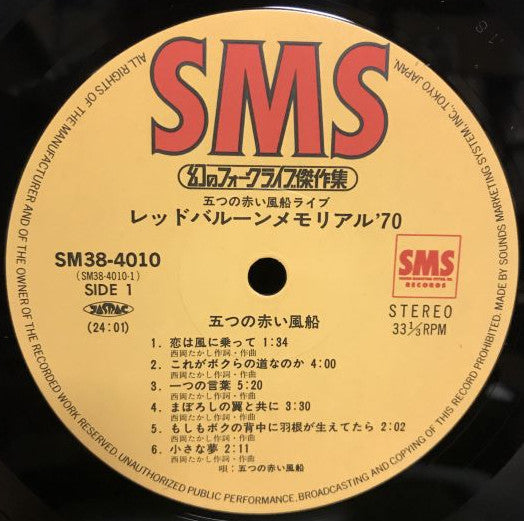 SMS
幻のフォークライブ傑作集
五つの赤い風船ライブ
レッドバルーンメモリアル'70
SM38-4010
(SM38-4010-1)
SIDE 1
JASRAC
(24:01)
SMS
RECORDS
STEREO
33 1/3 RPM
五つの赤い風船
1. 恋は風に乗って 1:34
西岡たかし作詞・作曲
2. これがボクらの道なのか 4:00
西岡たかし作詞・作曲
3. 一つの言葉 5:20
西岡たかし作詞・作曲
4. まぼろしの翼と共に 3:30
西岡たかし作詞・作曲
5. もしもボクの背中に羽根が生えてたら 2:02
西岡たかし作詞・作曲
6. 小さな夢 2:11
西岡たかし作詞・作曲
唄：五つの赤い風船
ALL RIGHTS OF THE MANUFACTURER AND OF THE OWNER OF THE RECORDED WORK RESERVED. UNAUTHORIZED PUBLIC PERFORMANCE, BROADCASTING AND COPYING OF THIS RECORD PROHIBITED. MADE BY SOUNDS MARKETING SYSTEM, INC., TOKYO JAPAN.